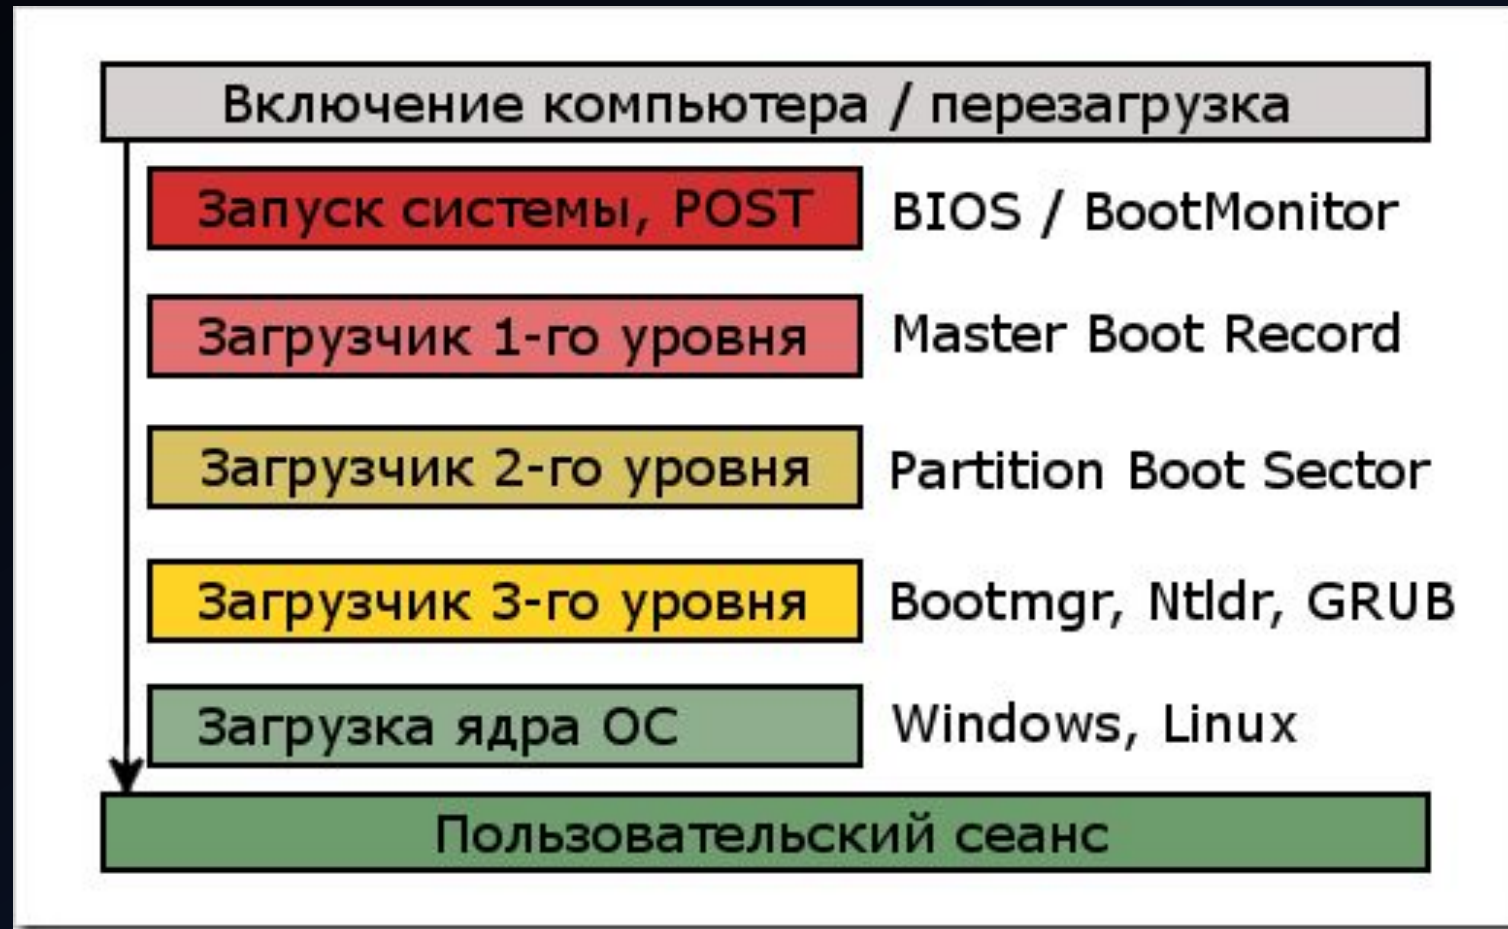 Включение компьютера / перезагрузка
Запуск системы, POST BIOS / BootMonitor
Загрузчик 1-го уровня Master Boot Record
Загрузчик 2-го уровня Partition Boot Sector
Загрузчик 3-го уровня Bootmgr, Ntldr, GRUB
Загрузка ядра ОС Windows, Linux
Пользовательский сеанс